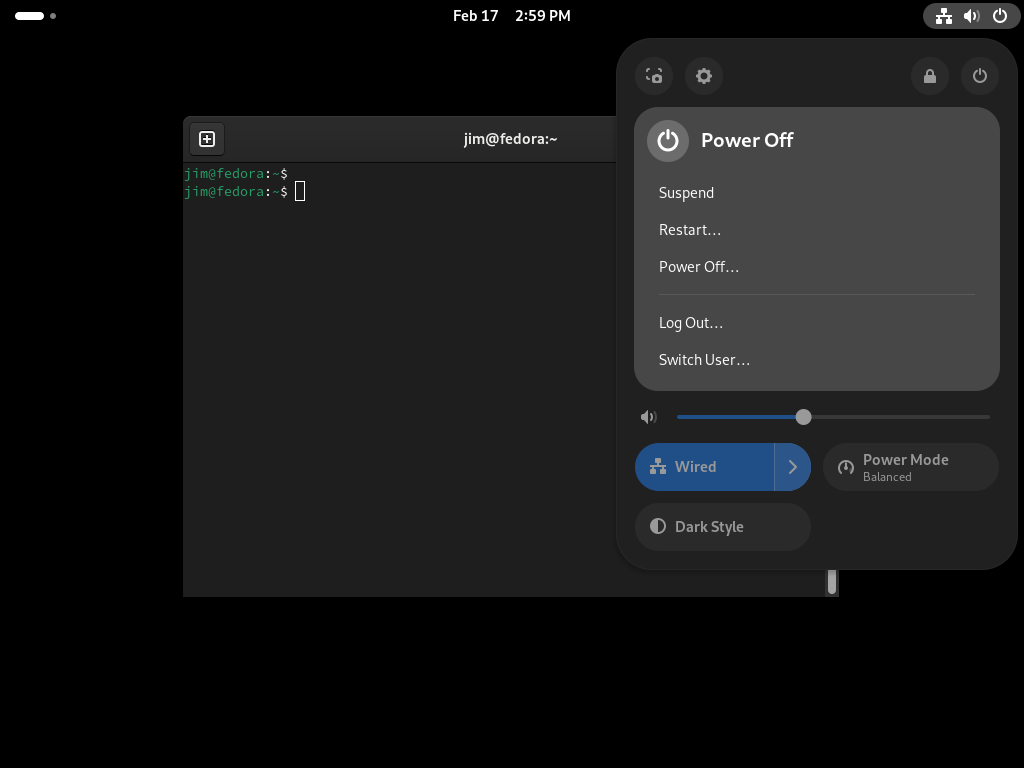 Feb 17 2:59 PM
jim@fedora:~
jim@fedora:~$
jim@fedora:~$
Power Off
Suspend
Restart…
Power Off…
Log Out…
Switch User…
Wired
Power Mode
Balanced
Dark Style